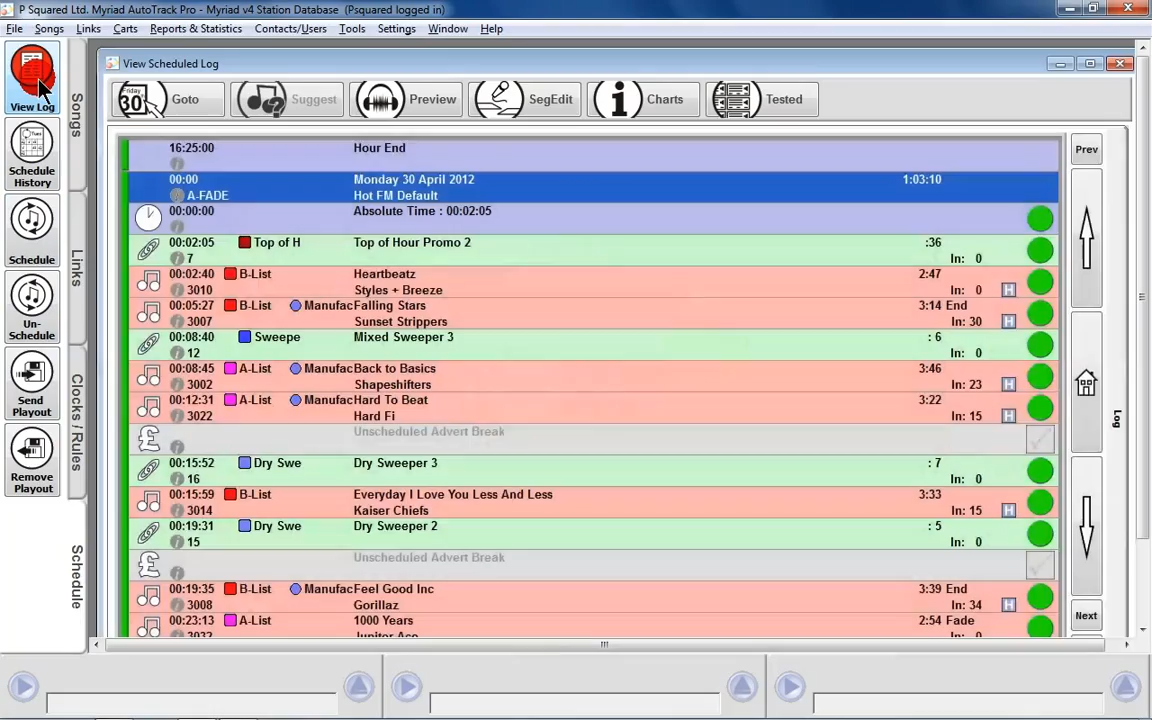 P Squared Ltd. Myriad AutoTrack Pro - Myriad v4 Station Database (Psquared logged in)
File Songs Links Carts Reports & Statistics Contacts/Users Tools Settings Window Help
View Log
Schedule History
Schedule
Un-Schedule
Send Playout
Remove Playout
Songs
Links
Clocks / Rules
Schedule
View Scheduled Log
Friday 30 Goto Suggest Preview SegEdit Charts Tested
16:25:00 Hour End
00:00 Monday 30 April 2012 1:03:10
A-FADE Hot FM Default
00:00:00 Absolute Time : 00:02:05
00:02:05 Top of H Top of Hour Promo 2 :36
7 In: 0
00:02:40 B-List Heartbeatz 2:47
3010 Styles + Breeze In: 0 H
00:05:27 B-List Manufac Falling Stars 3:14 End
3007 Sunset Strippers In: 30 H
00:08:40 Sweepe Mixed Sweeper 3 : 6
12 In: 0
00:08:45 A-List Manufac Back to Basics 3:46
3002 Shapeshifters In: 23 H
00:12:31 A-List Manufac Hard To Beat 3:22
3022 Hard Fi In: 15 H
£ Unscheduled Advert Break
00:15:52 Dry Swe Dry Sweeper 3 : 7
16 In: 0
00:15:59 B-List Everyday I Love You Less And Less 3:33
3014 Kaiser Chiefs In: 15 H
00:19:31 Dry Swe Dry Sweeper 2 : 5
15 In: 0
£ Unscheduled Advert Break
00:19:35 B-List Manufac Feel Good Inc 3:39 End
3008 Gorillaz In: 34 H
00:23:13 A-List 1000 Years 2:54 Fade
3032 Jupiter Ace In: 0
Prev
Log
Next